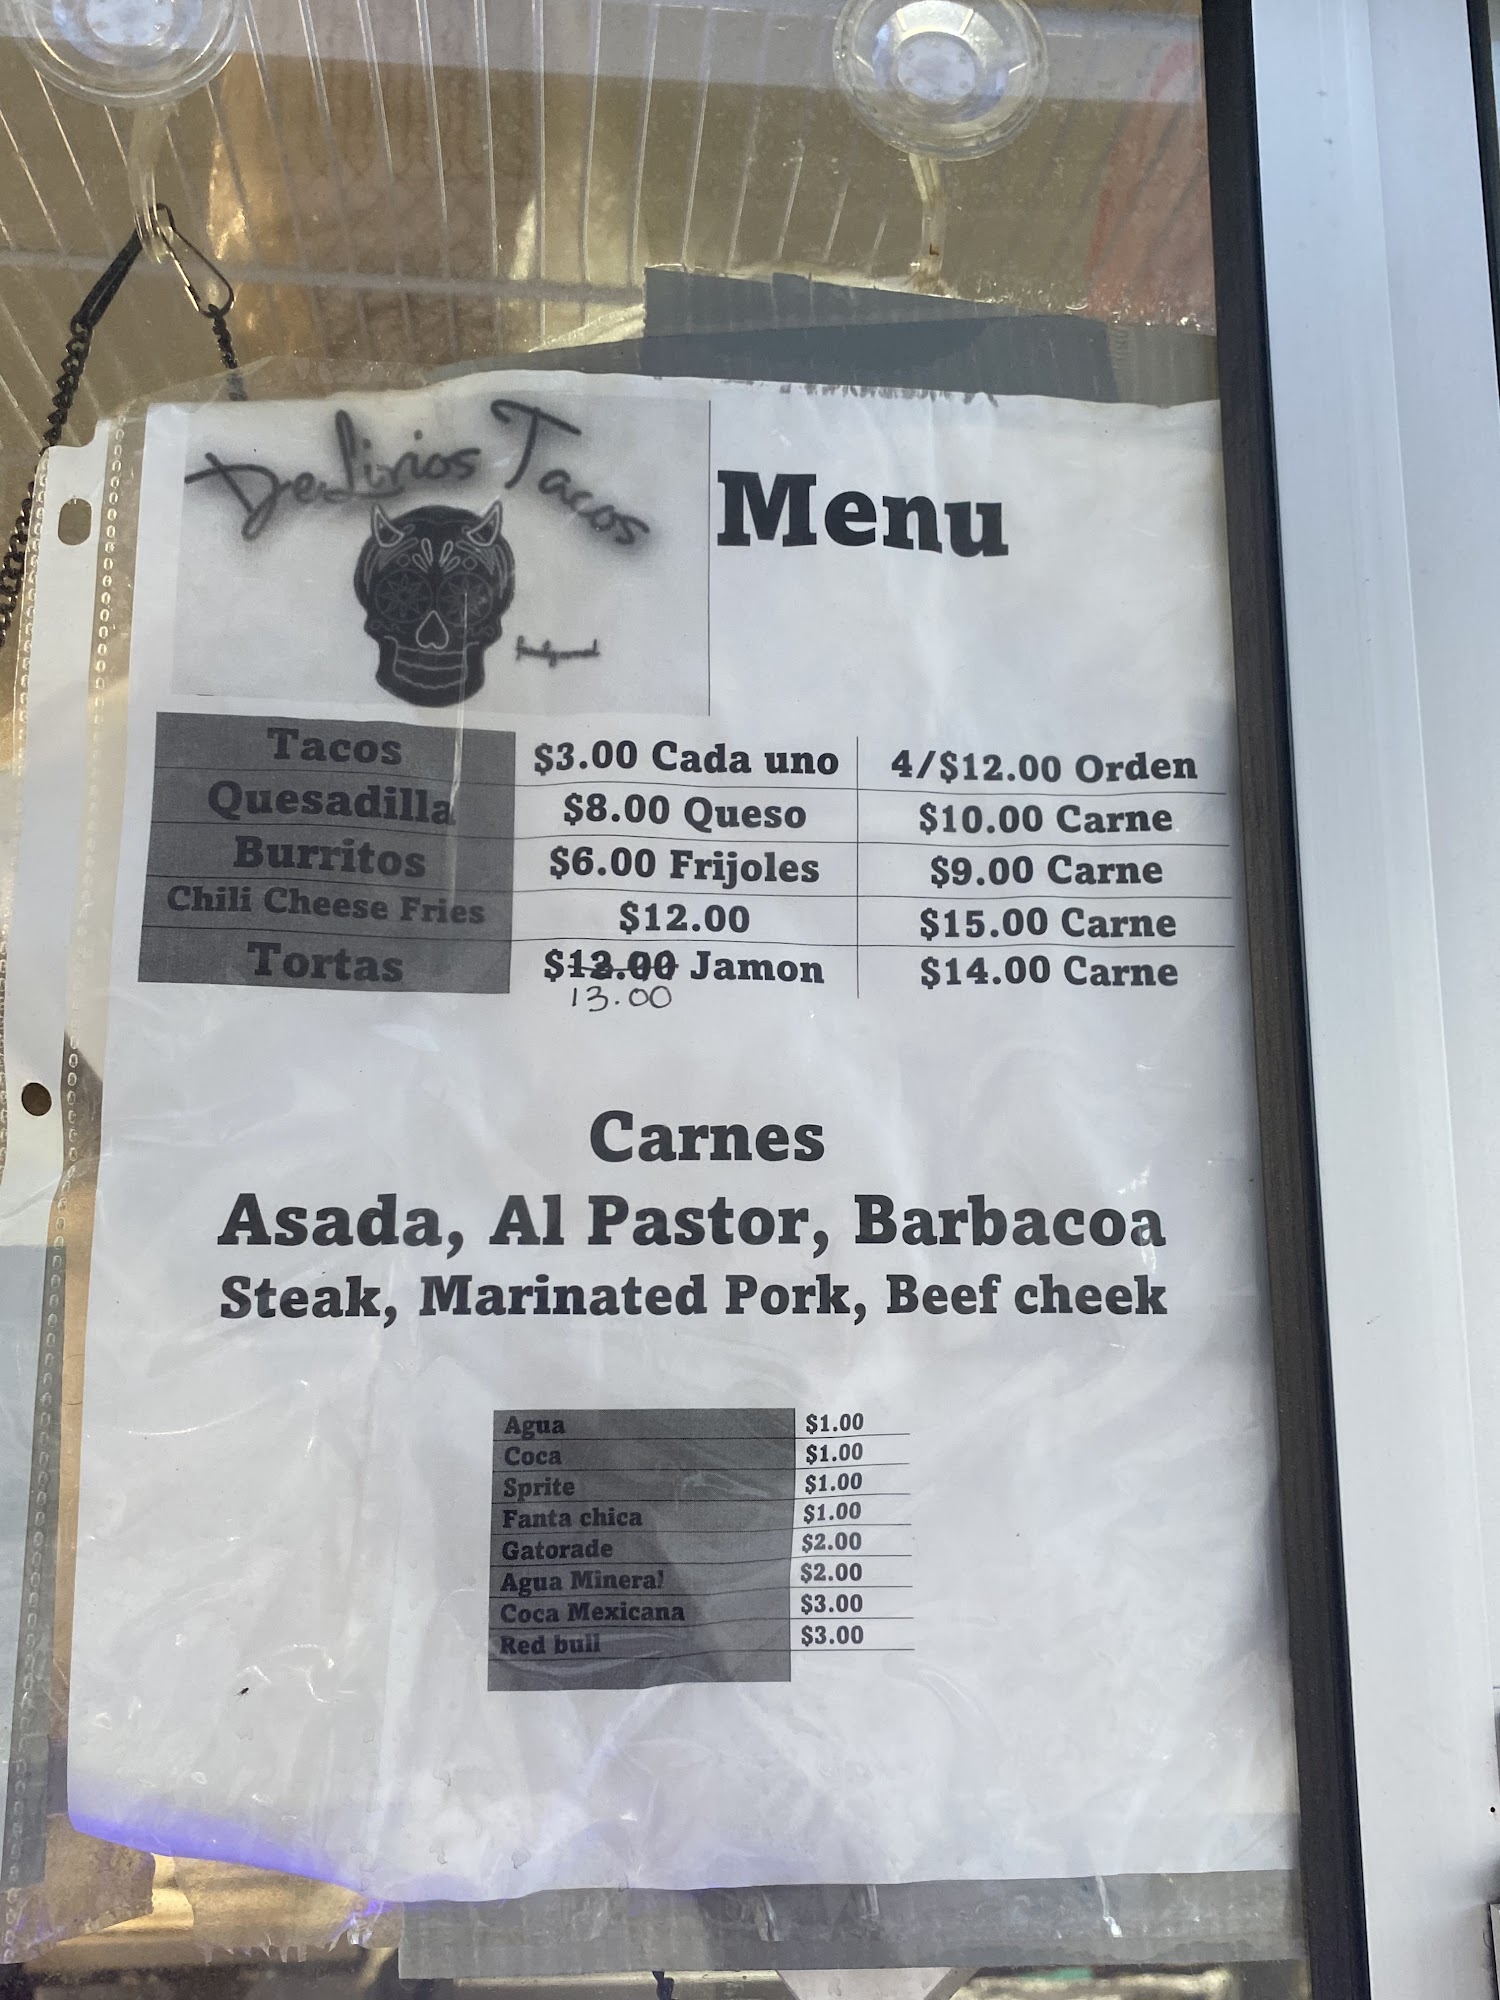 DeLirios Tacos
Menu
Tacos $3.00 Cada uno 4/$12.00 Orden
Quesadilla $8.00 Queso $10.00 Carne
Burritos $6.00 Frijoles $9.00 Carne
Chili Cheese Fries $12.00 $15.00 Carne
Tortas $12.00 Jamon $14.00 Carne
13.00
Carnes
Asada, Al Pastor, Barbacoa
Steak, Marinated Pork, Beef cheek
Agua $1.00
Coca $1.00
Sprite $1.00
Fanta chica $1.00
Gatorade $2.00
Agua Mineral $2.00
Coca Mexicana $3.00
Red bull $3.00